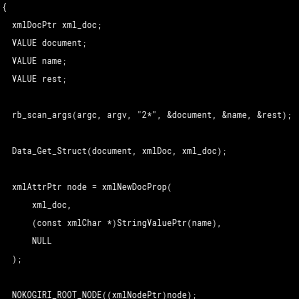 {
xmlDocPtr xml_doc;
VALUE document;
VALUE name;
VALUE rest;
rb_scan_args(argc, argv, "2*", &document, &name, &rest);
Data_Get_Struct(document, xmlDoc, xml_doc);
xmlAttrPtr node = xmlNewDocProp(
xml_doc,
(const xmlChar *)StringValuePtr(name),
NULL
);
NOKOGIRI_ROOT_NODE((xmlNodePtr)node);